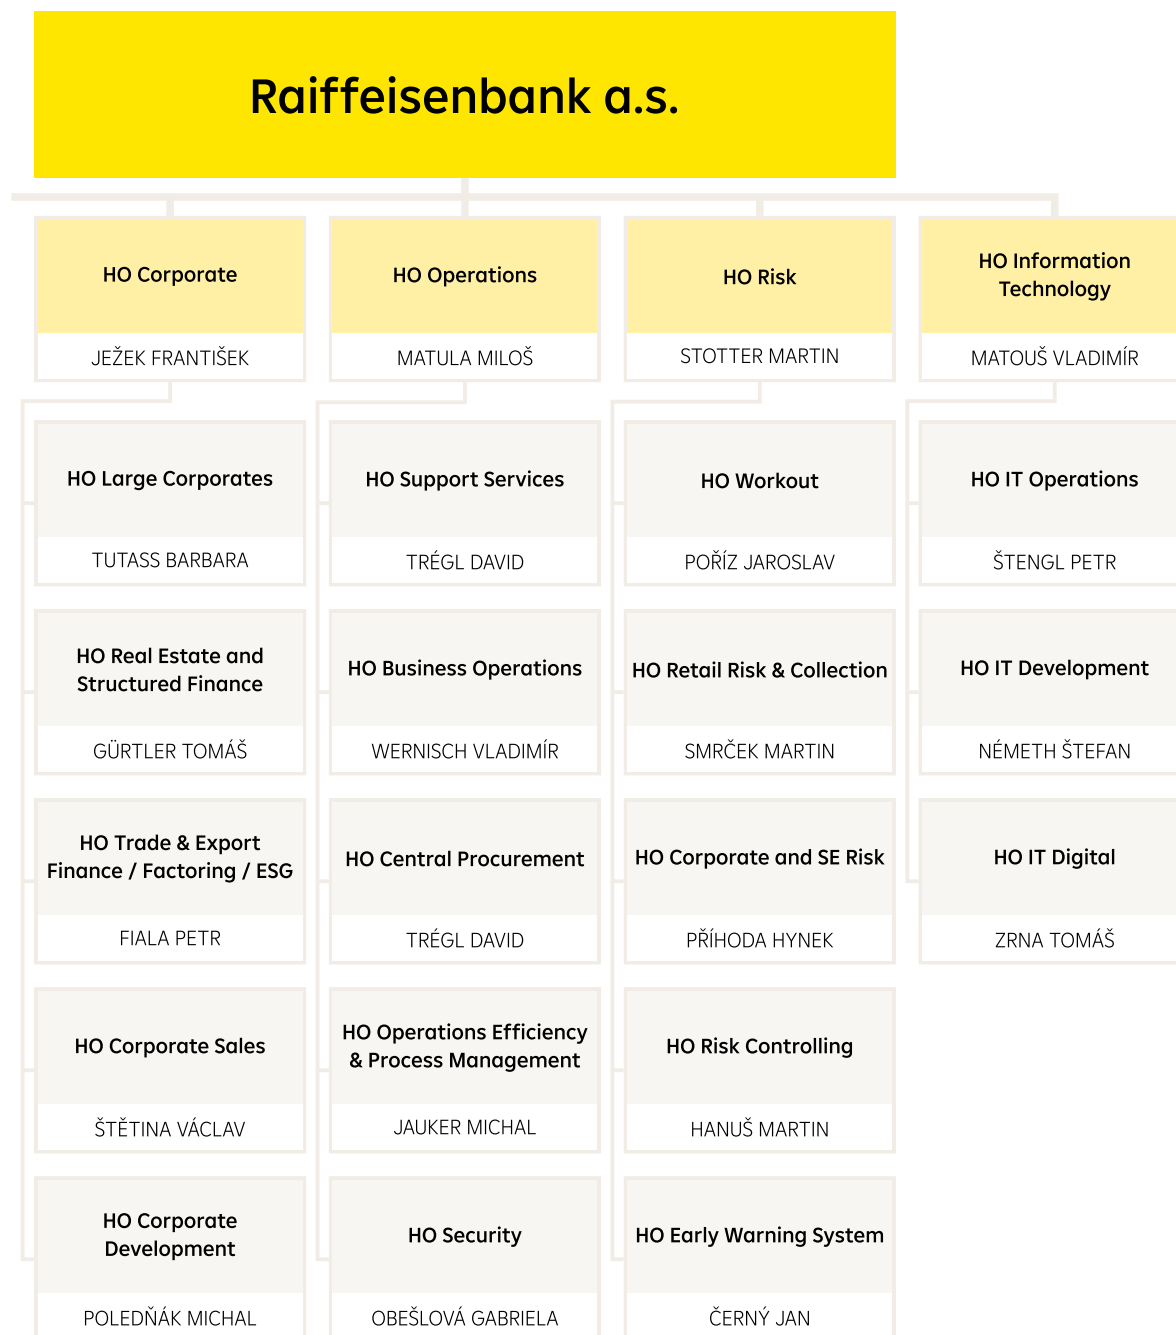 Raiffeisenbank a.s.
HO Corporate
JEŽEK FRANTIŠEK
HO Operations
MATULA MILOŠ
HO Risk
STOTTER MARTIN
HO Information
Technology
MATOUŠ VLADIMÍR
HO Large Corporates
TUTASS BARBARA
HO Support Services
TRÉGL DAVID
HO Workout
POŘÍZ JAROSLAV
HO IT Operations
ŠTENGL PETR
HO Real Estate and
Structured Finance
GÜRTLER TOMÁŠ
HO Business Operations
WERNISCH VLADIMÍR
HO Retail Risk & Collection
SMRČEK MARTIN
HO IT Development
NÉMETH ŠTEFAN
HO Trade & Export
Finance / Factoring / ESG
FIALA PETR
HO Central Procurement
TRÉGL DAVID
HO Corporate and SE Risk
PŘÍHODA HYNEK
HO IT Digital
ZRNA TOMÁŠ
HO Corporate Sales
ŠTĚTINA VÁCLAV
HO Operations Efficiency
& Process Management
JAUKER MICHAL
HO Risk Controlling
HANUŠ MARTIN
HO Corporate
Development
POLEDŇÁK MICHAL
HO Security
OBEŠLOVÁ GABRIELA
HO Early Warning System
ČERNÝ JAN